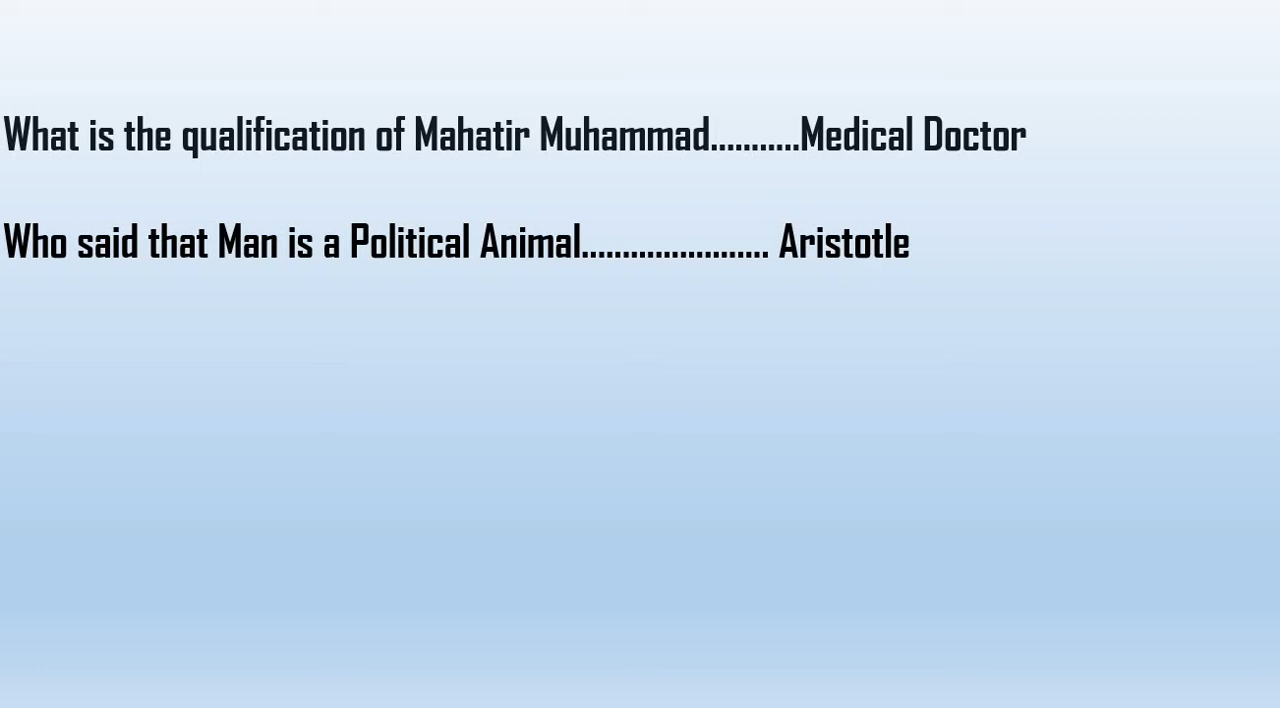 What is the qualification of Mahatir Muhammad...........Medical Doctor
Who said that Man is a Political Animal....................... Aristotle